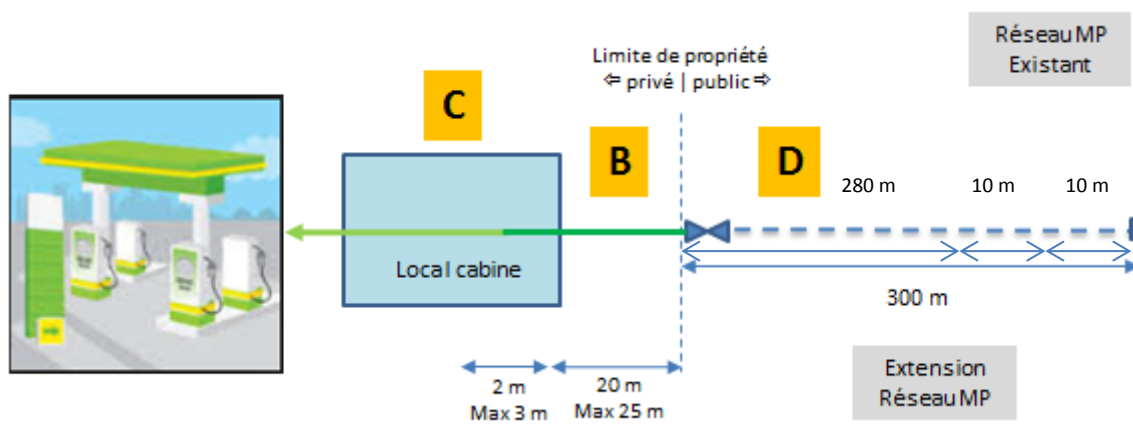 Réseau MP
Existant
Limite de propriété
⇦ privé | public ⇨
C
B
D
280 m
10 m
10 m
Local cabine
300 m
2 m
Max 3 m
20 m
Max 25 m
Extension
Réseau MP